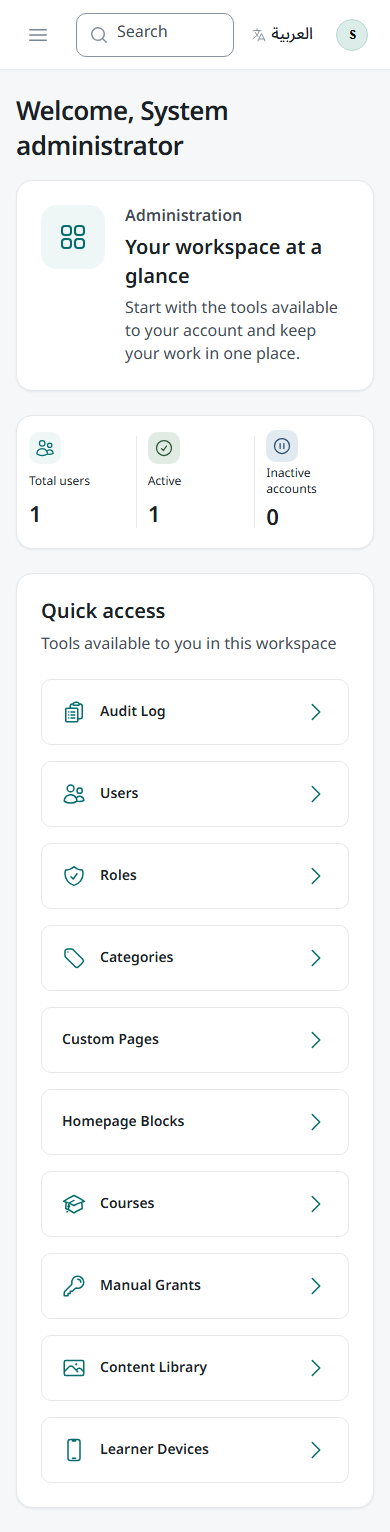 Search
العربية
S
Welcome, System
administrator
Administration
Your workspace at a
glance
Start with the tools available
to your account and keep
your work in one place.
Total users
1
Active
1
Inactive
accounts
0
Quick access
Tools available to you in this workspace
Audit Log
Users
Roles
Categories
Custom Pages
Homepage Blocks
Courses
Manual Grants
Content Library
Learner Devices